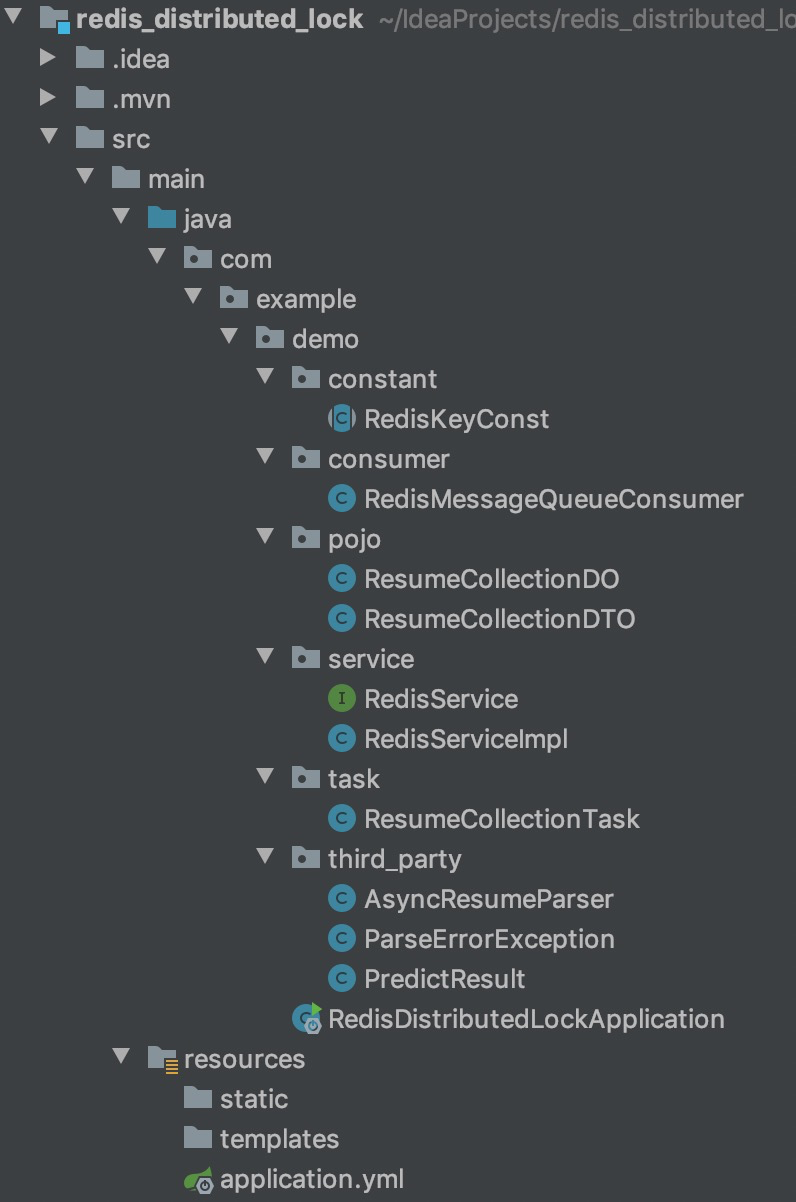 redis_distributed_lock ~/IdeaProjects/redis_distributed_lo
.idea
.mvn
src
main
java
com
example
demo
constant
RedisKeyConst
consumer
RedisMessageQueueConsumer
pojo
ResumeCollectionDO
ResumeCollectionDTO
service
RedisService
RedisServiceImpl
task
ResumeCollectionTask
third_party
AsyncResumeParser
ParseErrorException
PredictResult
RedisDistributedLockApplication
resources
static
templates
application.yml